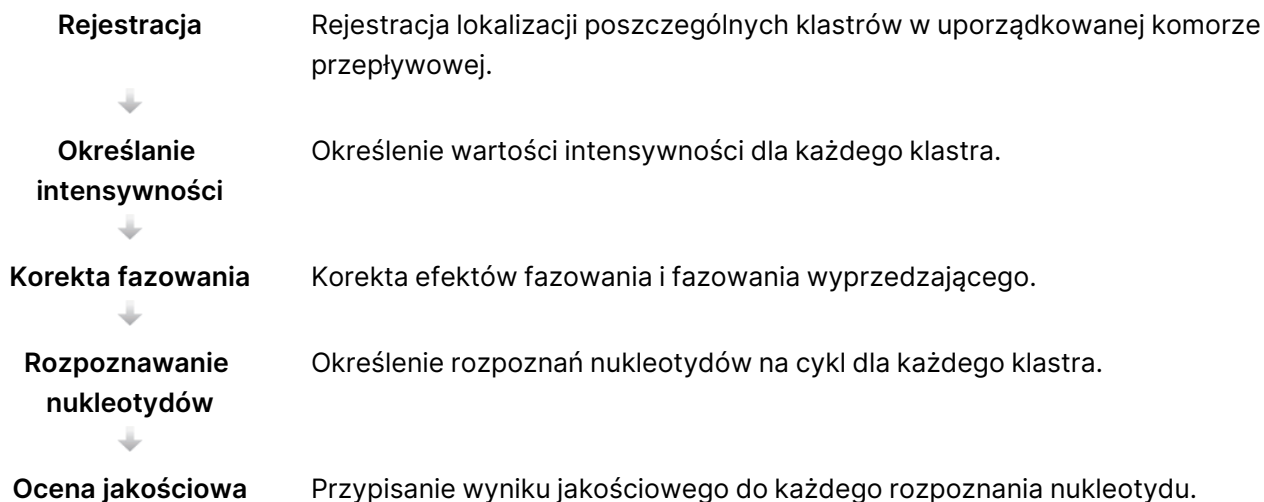 Rejestracja
Rejestracja lokalizacji poszczególnych klastrów w uporządkowanej komorze
przepływowej.
Określanie
intensywności
Określenie wartości intensywności dla każdego klastra.
Korekta fazowania
Korekta efektów fazowania i fazowania wyprzedzającego.
Rozpoznawanie
nukleotydów
Określenie rozpoznań nukleotydów na cykl dla każdego klastra.
Ocena jakościowa
Przypisanie wyniku jakościowego do każdego rozpoznania nukleotydu.